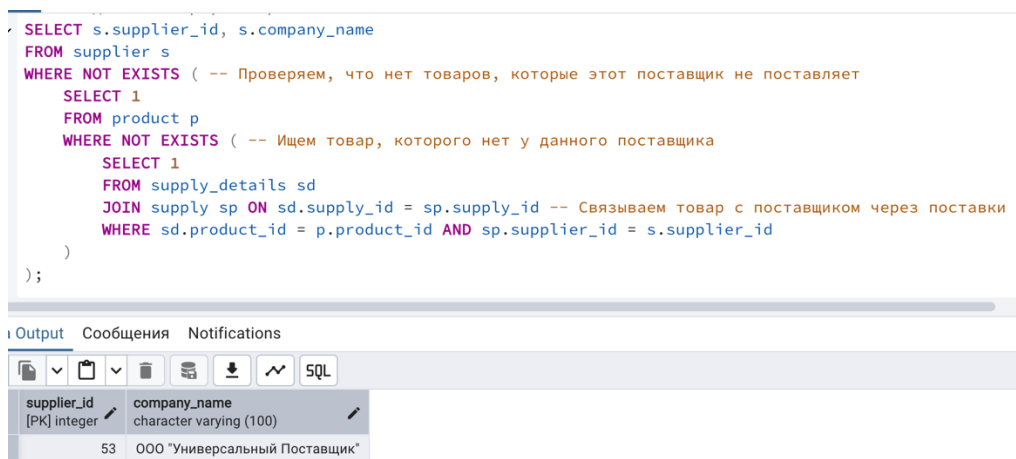 SELECT s.supplier_id, s.company_name
FROM supplier s
WHERE NOT EXISTS ( -- Проверяем, что нет товаров, которые этот поставщик не поставляет
SELECT 1
FROM product p
WHERE NOT EXISTS ( -- Ищем товар, которого нет у данного поставщика
SELECT 1
FROM supply_details sd
JOIN supply sp ON sd.supply_id = sp.supply_id -- Связываем товар с поставщиком через поставки
WHERE sd.product_id = p.product_id AND sp.supplier_id = s.supplier_id
)
);
Output Сообщения Notifications
SQL
supplier_id company_name
[PK] integer character varying (100)
53 ООО "Универсальный Поставщик"